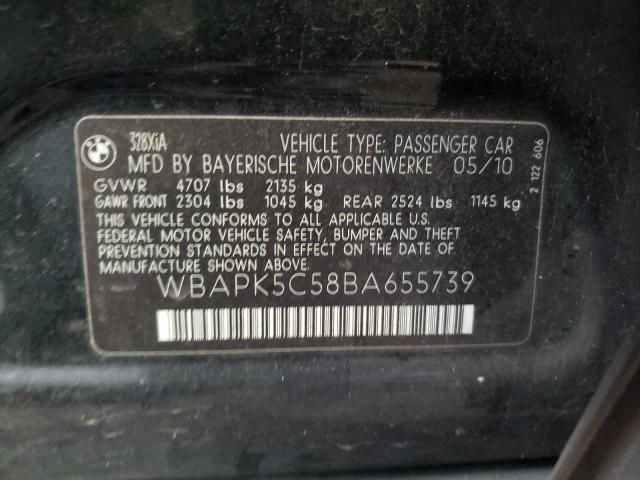 328XiA VEHICLE TYPE: PASSENGER CAR
MFD BY BAYERISCHE MOTORENWERKE 05/10
GVWR 4707 lbs 2135 kg
GAWR FRONT 2304 lbs 1045 kg REAR 2524 lbs 1145 kg
THIS VEHICLE CONFORMS TO ALL APPLICABLE U.S.
FEDERAL MOTOR VEHICLE SAFETY, BUMPER AND THEFT
PREVENTION STANDARDS IN EFFECT ON THE DATE OF
MANUFACTURE SHOWN ABOVE.
WBAPK5C58BA655739
2 122 606